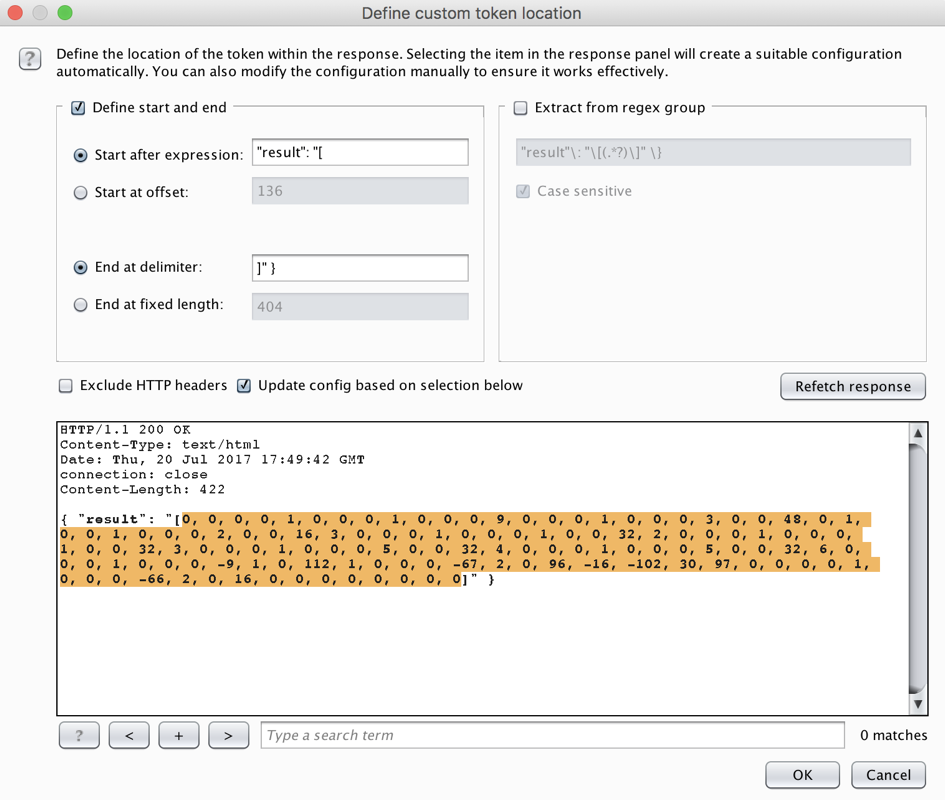 Define custom token location
?
Define the location of the token within the response. Selecting the item in the response panel will create a suitable configuration
automatically. You can also modify the configuration manually to ensure it works effectively.
Define start and end
Start after expression: "result": "[
Start at offset: 136
End at delimiter: ]" }
End at fixed length: 404
Extract from regex group
"result"\: "\[(.*?)\]" \}
Case sensitive
Exclude HTTP headers Update config based on selection below Refetch response
HTTP/1.1 200 OK
Content-Type: text/html
Date: Thu, 20 Jul 2017 17:49:42 GMT
connection: close
Content-Length: 422
{ "result": "[0, 0, 0, 0, 1, 0, 0, 0, 1, 0, 0, 0, 9, 0, 0, 0, 1, 0, 0, 0, 3, 0, 0, 48, 0, 1,
0, 0, 1, 0, 0, 0, 2, 0, 0, 16, 3, 0, 0, 0, 1, 0, 0, 0, 1, 0, 0, 32, 2, 0, 0, 0, 1, 0, 0, 0,
1, 0, 0, 32, 3, 0, 0, 0, 1, 0, 0, 0, 5, 0, 0, 32, 4, 0, 0, 0, 1, 0, 0, 0, 5, 0, 0, 32, 6, 0,
0, 0, 1, 0, 0, 0, -9, 1, 0, 112, 1, 0, 0, 0, -67, 2, 0, 96, -16, -102, 30, 97, 0, 0, 0, 0, 1,
0, 0, 0, -66, 2, 0, 16, 0, 0, 0, 0, 0, 0, 0, 0]" }
? < + > Type a search term 0 matches
OK Cancel